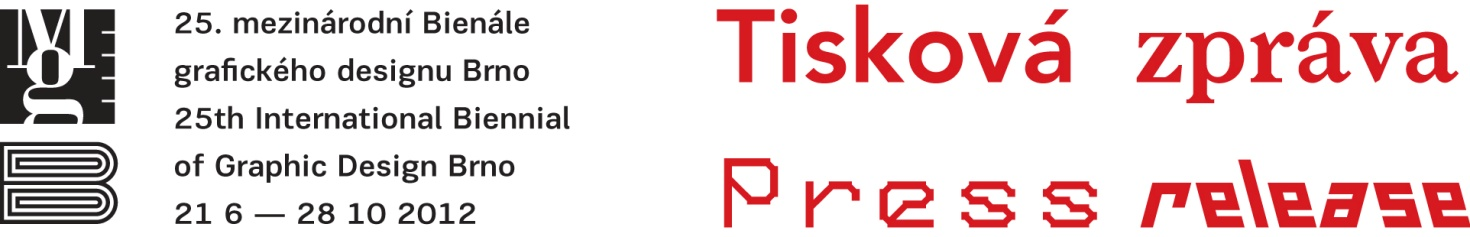 Mg
25. mezinárodní Bienále
grafického designu Brno
25th International Biennial
of Graphic Design Brno
21 6 — 28 10 2012
B
Tisková zpráva
Press release